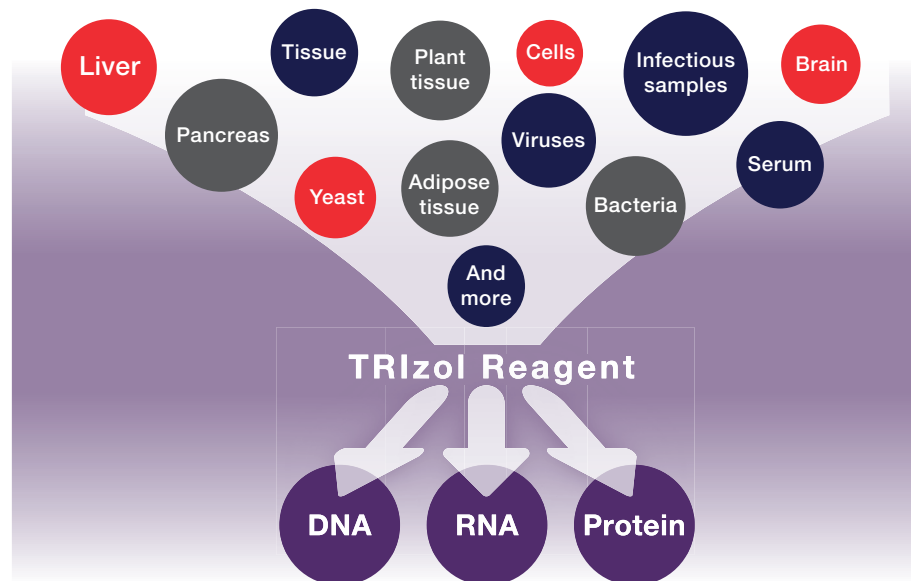 Liver
Tissue
Plant
tissue
Cells
Infectious
samples
Brain
Pancreas
Viruses
Serum
Yeast
Adipose
tissue
Bacteria
And
more
TRIzol Reagent
DNA
RNA
Protein